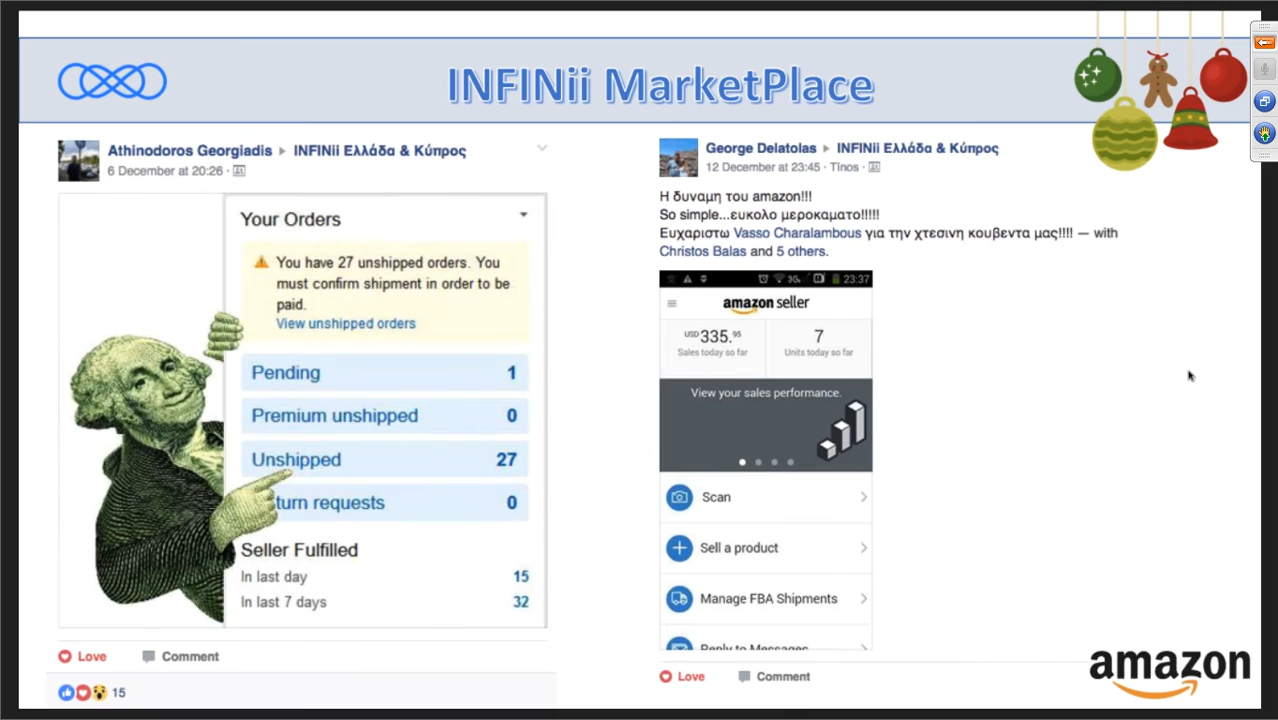 INFINii MarketPlace
Athinodoros Georgiadis ▸ INFINii Ελλάδα & Κύπρος
6 December at 20:26 ·
Your Orders
You have 27 unshipped orders. You
must confirm shipment in order to be
paid.
View unshipped orders
Pending 1
Premium unshipped 0
Unshipped 27
turn requests 0
Seller Fulfilled
In last day 15
In last 7 days 32
Love Comment
15
George Delatolas ▸ INFINii Ελλάδα & Κύπρος
12 December at 23:45 · Tinos ·
Η δυναμη του amazon!!!
So simple...ευκολο μεροκαματο!!!!!
Ευχαριστω Vasso Charalambous για την χτεσινη κουβεντα μας!!!! — with
Christos Balas and 5 others.
3G 23:37
amazon seller
USD 335.95 7
Sales today so far Units today so far
View your sales performance.
Scan
Sell a product
Manage FBA Shipments
Reply to Messages
Love Comment
amazon